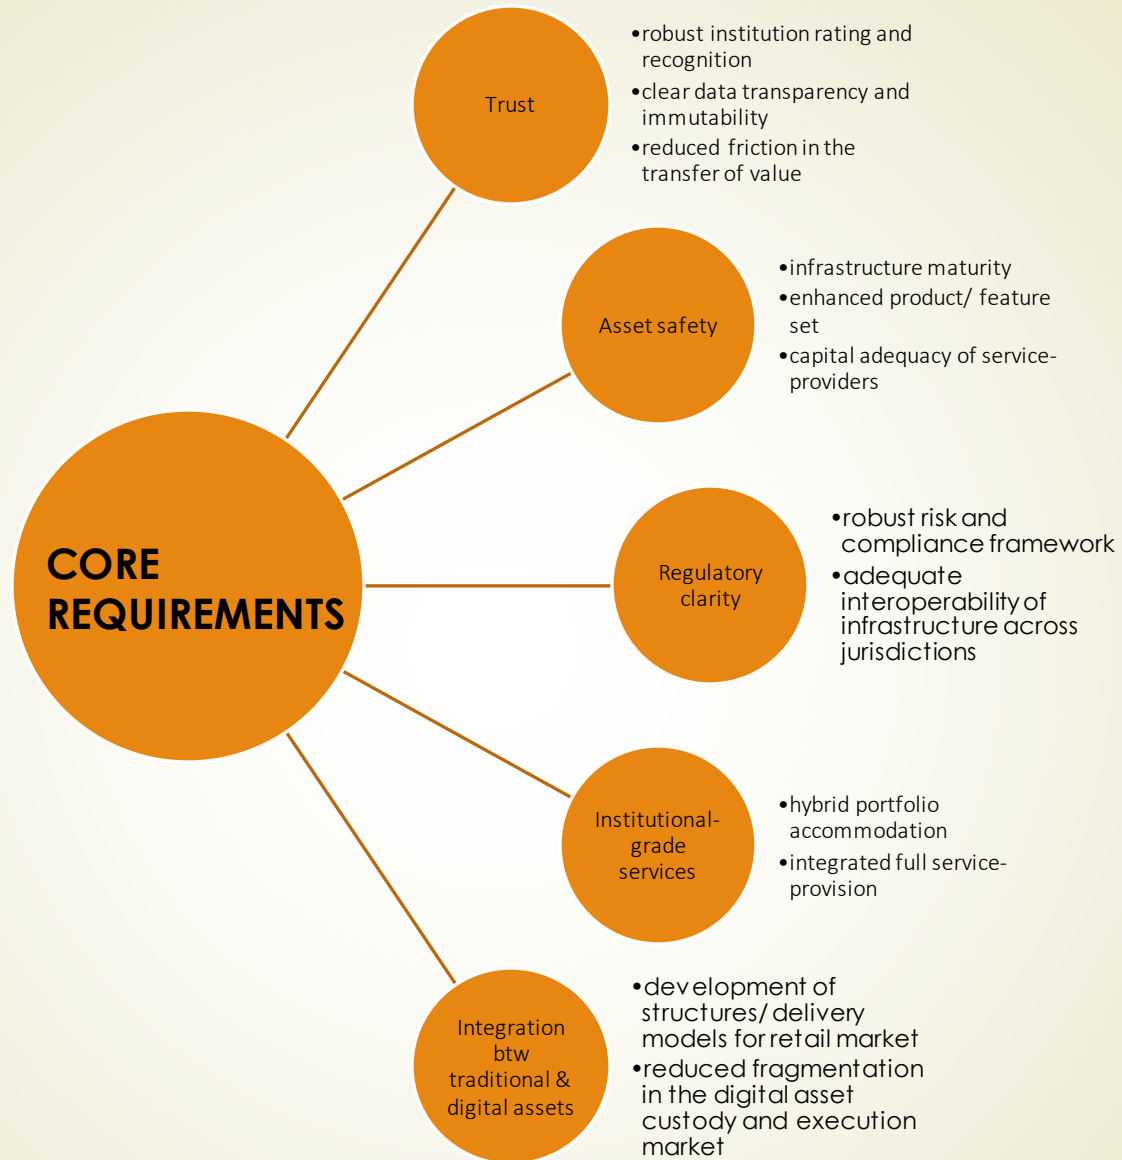 Trust
•robust institution rating and
recognition
•clear data transparency and
immutability
•reduced friction in the
transfer of value
Asset safety
•infrastructure maturity
•enhanced product/ feature
set
•capital adequacy of service-
providers
CORE
REQUIREMENTS
Regulatory
clarity
•robust risk and
compliance framework
•adequate
interoperability of
infrastructure across
jurisdictions
Institutional-
grade
services
•hybrid portfolio
accommodation
•integrated full service-
provision
Integration
btw
traditional &
digital assets
•development of
structures/ delivery
models for retail market
•reduced fragmentation
in the digital asset
custody and execution
market